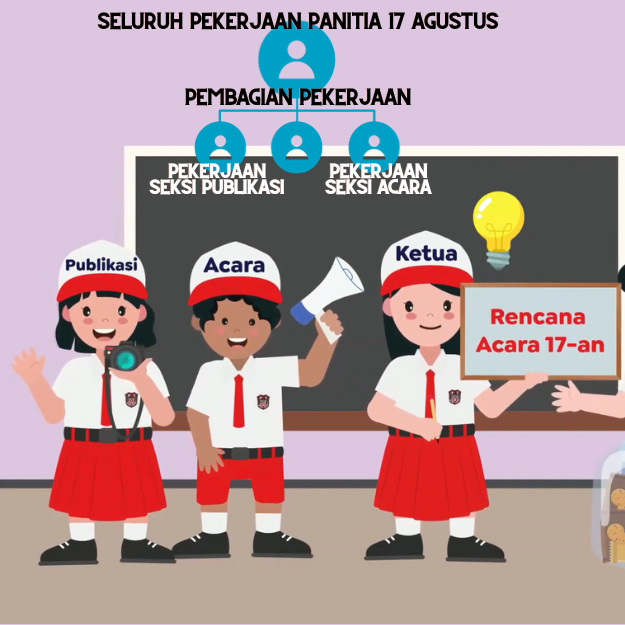 SELURUH PEKERJAAN PANITIA 17 AGUSTUS
PEMBAGIAN PEKERJAAN
PEKERJAAN
SEKSI PUBLIKASI
PEKERJAAN
SEKSI ACARA
Publikasi
Acara
Ketua
Rencana
Acara 17-an